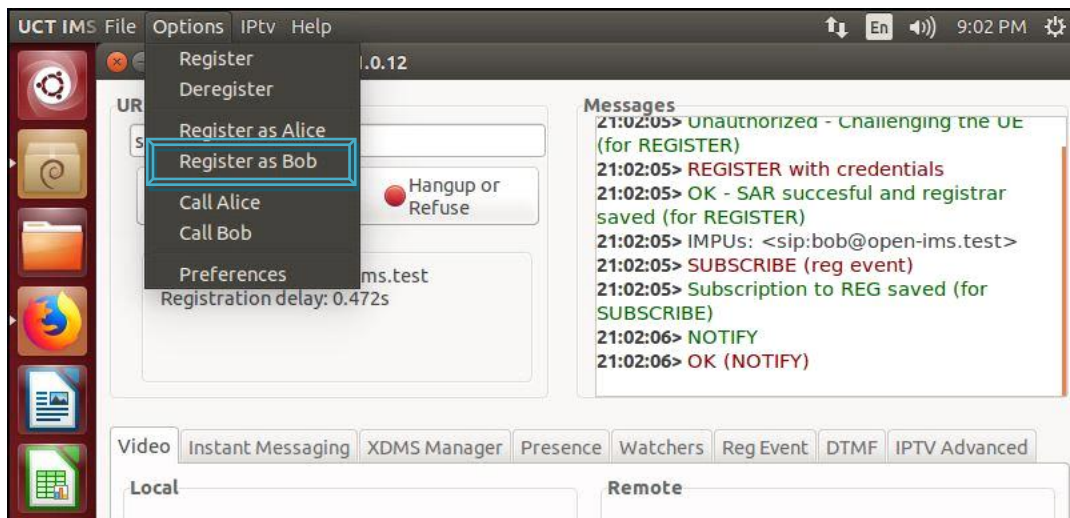 UCT IMS File Options IPtv Help En 9:02 PM
1.0.12
Register
Deregister
Register as Alice
Register as Bob
Call Alice
Call Bob
Preferences
UR
s
Hangup or
Refuse
ms.test
Registration delay: 0.472s
Messages
21:02:05> Unauthorized - Challenging the UE
(for REGISTER)
21:02:05> REGISTER with credentials
21:02:05> OK - SAR succesful and registrar
saved (for REGISTER)
21:02:05> IMPUs: <sip:bob@open-ims.test>
21:02:05> SUBSCRIBE (reg event)
21:02:05> Subscription to REG saved (for
SUBSCRIBE)
21:02:06> NOTIFY
21:02:06> OK (NOTIFY)
Video Instant Messaging XDMS Manager Presence Watchers Reg Event DTMF IPTV Advanced
Local Remote